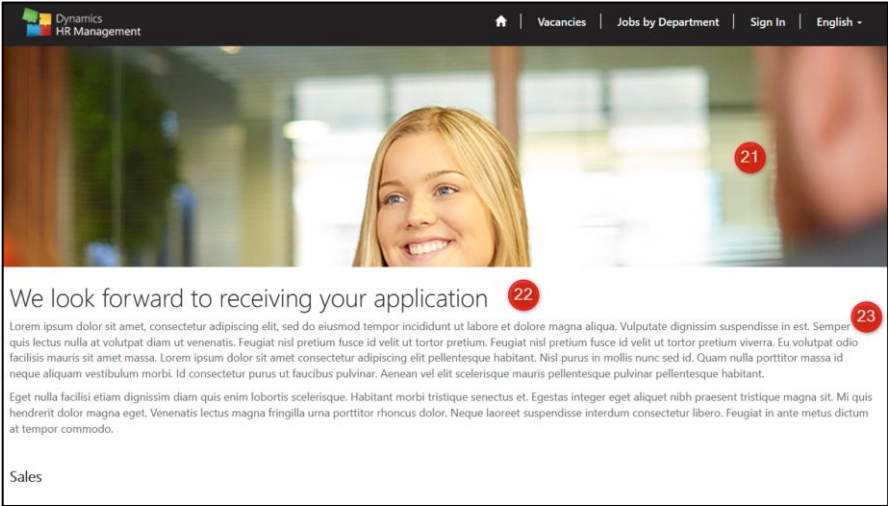 Dynamics
HR Management
Vacancies | Jobs by Department | Sign In | English
21
We look forward to receiving your application 22
23
Lorem ipsum dolor sit amet, consectetur adipiscing elit, sed do eiusmod tempor incididunt ut labore et dolore magna aliqua. Vulputate dignissim suspendisse in est. Semper
quis lectus nulla at volutpat diam ut venenatis. Feugiat nisl pretium fusce id velit ut tortor pretium. Feugiat nisl pretium fusce id velit ut tortor pretium viverra. Eu volutpat odio
facilisis mauris sit amet massa. Lorem ipsum dolor sit amet consectetur adipiscing elit pellentesque habitant. Nisl purus in mollis nunc sed id. Quam nulla porttitor massa id
neque aliquam vestibulum morbi. Id consectetur purus ut faucibus pulvinar. Aenean vel elit scelerisque mauris pellentesque pulvinar pellentesque habitant.
Eget nulla facilisi etiam dignissim diam quis enim lobortis scelerisque. Habitant morbi tristique senectus et. Egestas integer eget aliquet nibh praesent tristique magna sit. Mi quis
hendrerit dolor magna eget. Venenatis lectus magna fringilla urna porttitor rhoncus dolor. Neque laoreet suspendisse interdum consectetur libero. Feugiat in ante metus dictum
at tempor commodo.
Sales